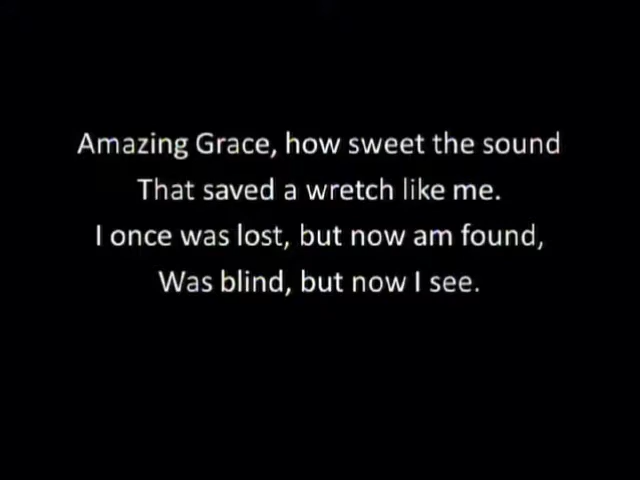 Amazing Grace, how sweet the sound
That saved a wretch like me.
I once was lost, but now am found,
Was blind, but now I see.